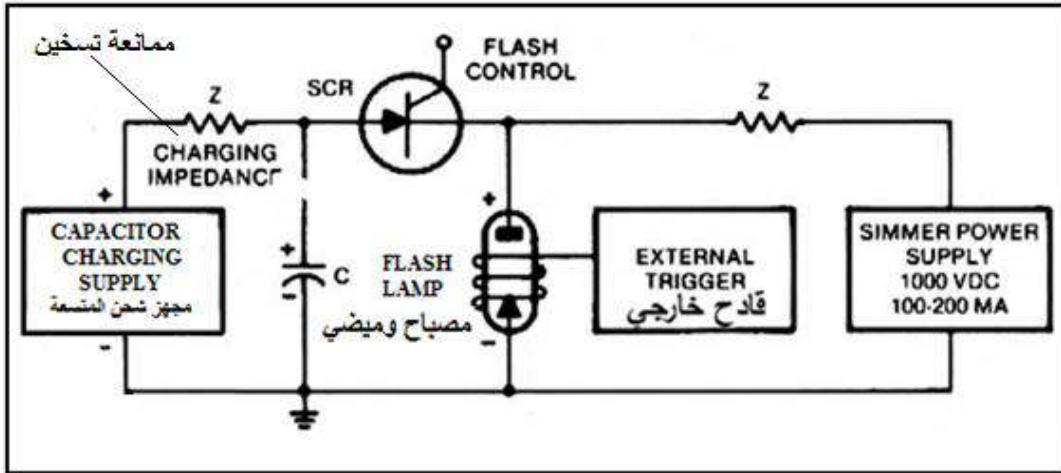 ممانعة تسخين
Z
CHARGING
IMPEDANCE
SCR
FLASH
CONTROL
Z
+
CAPACITOR
CHARGING
SUPPLY
مجهز شحن المتسعة
-
+
-
C
FLASH
LAMP
مصباح وميضي
+
-
EXTERNAL
TRIGGER
قادح خارجي
SIMMER POWER
SUPPLY
1000 VDC
100-200 MA